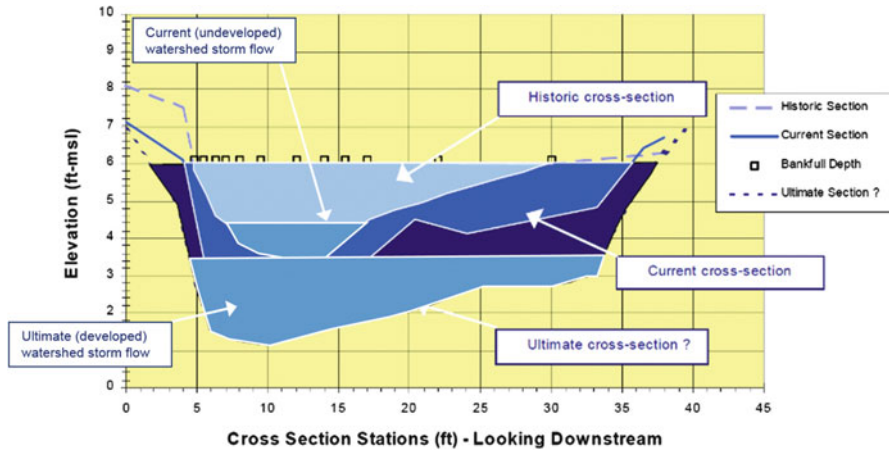 Current (undeveloped)
watershed storm flow
Historic cross-section
Current cross-section
Ultimate (developed)
watershed storm flow
Ultimate cross-section ?
Elevation (ft-msl)
10
9
8
7
6
5
4
3
2
1
0
0 5 10 15 20 25 30 35 40 45
Cross Section Stations (ft) - Looking Downstream
Historic Section
Current Section
Bankfull Depth
Ultimate Section ?